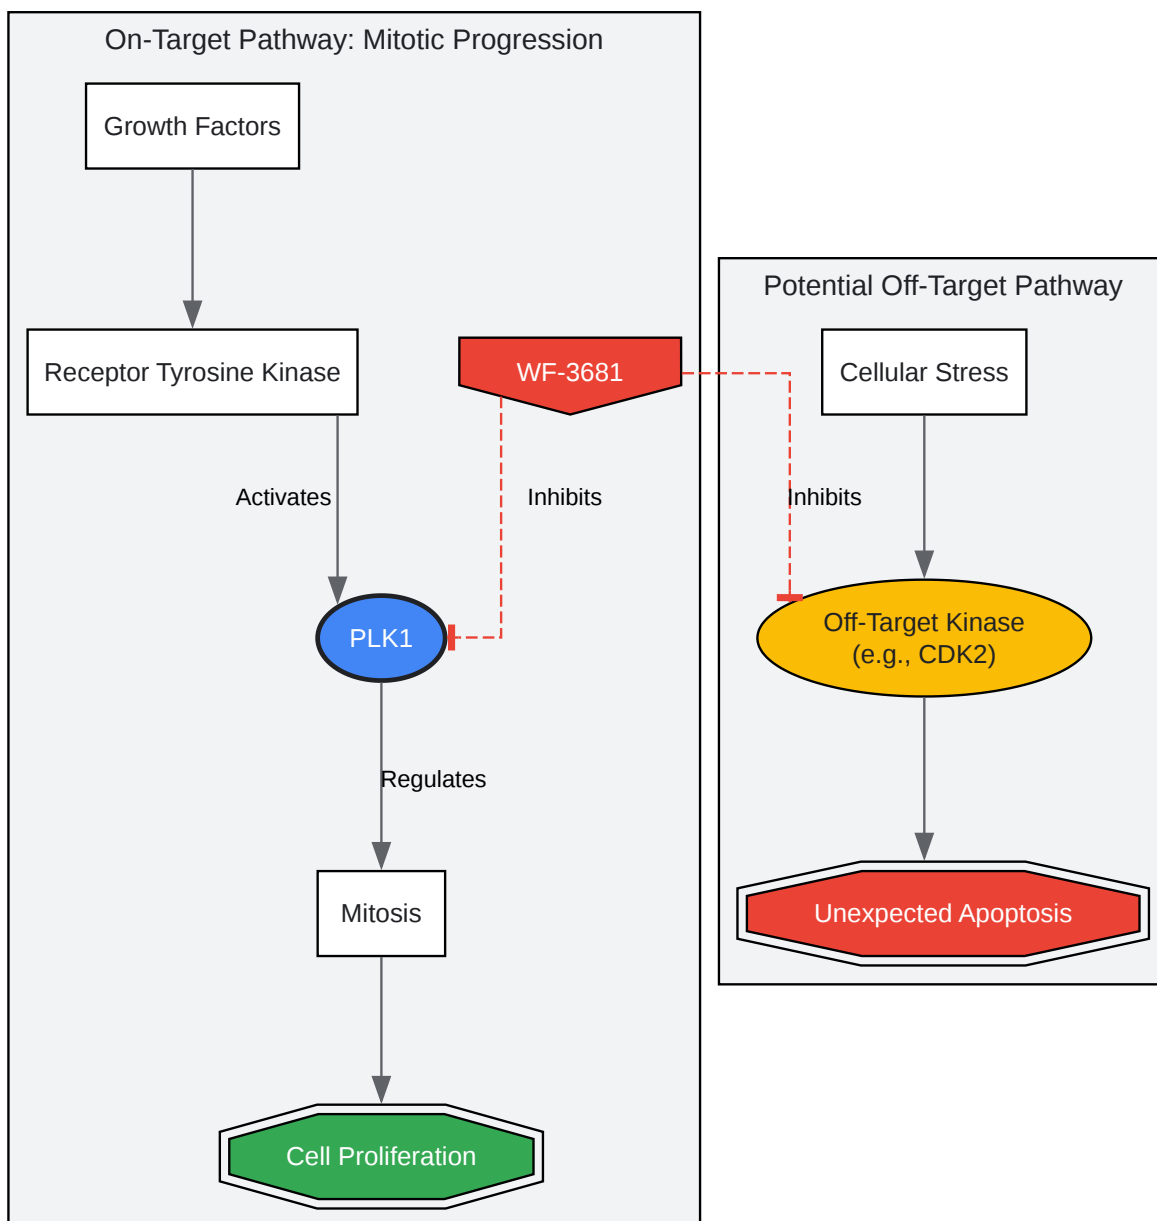 On-Target Pathway: Mitotic Progression
Growth Factors
Potential Off-Target Pathway
Receptor Tyrosine Kinase
WF-3681
Cellular Stress
Activates
Inhibits
Inhibits
PLK1
Off-Target Kinase
(e.g., CDK2)
Regulates
Mitosis
Unexpected Apoptosis
Cell Proliferation